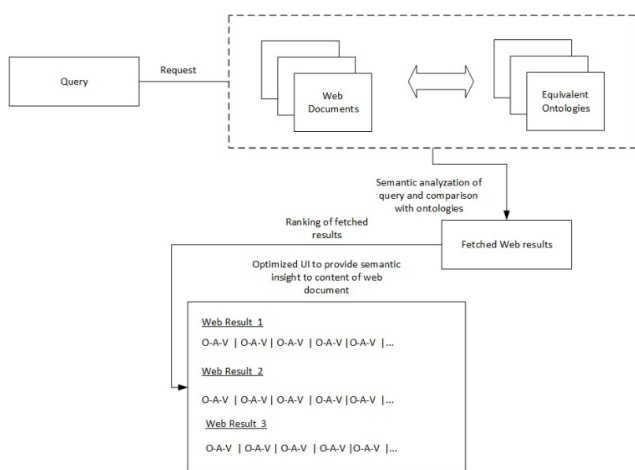 Query
Request
Web
Documents
Equivalent
Ontologies
Semantic analyzation of
query and comparison
with ontologies
Fetched Web results
Ranking of fetched
results
Optimized UI to provide semantic
insight to content of web
document
Web Result  1
O-A-V | O-A-V | O-A-V | O-A-V |O-A-V |...
Web Result  2
O-A-V | O-A-V | O-A-V | O-A-V |O-A-V |...
Web Result  3
O-A-V | O-A-V | O-A-V | O-A-V |O-A-V |...